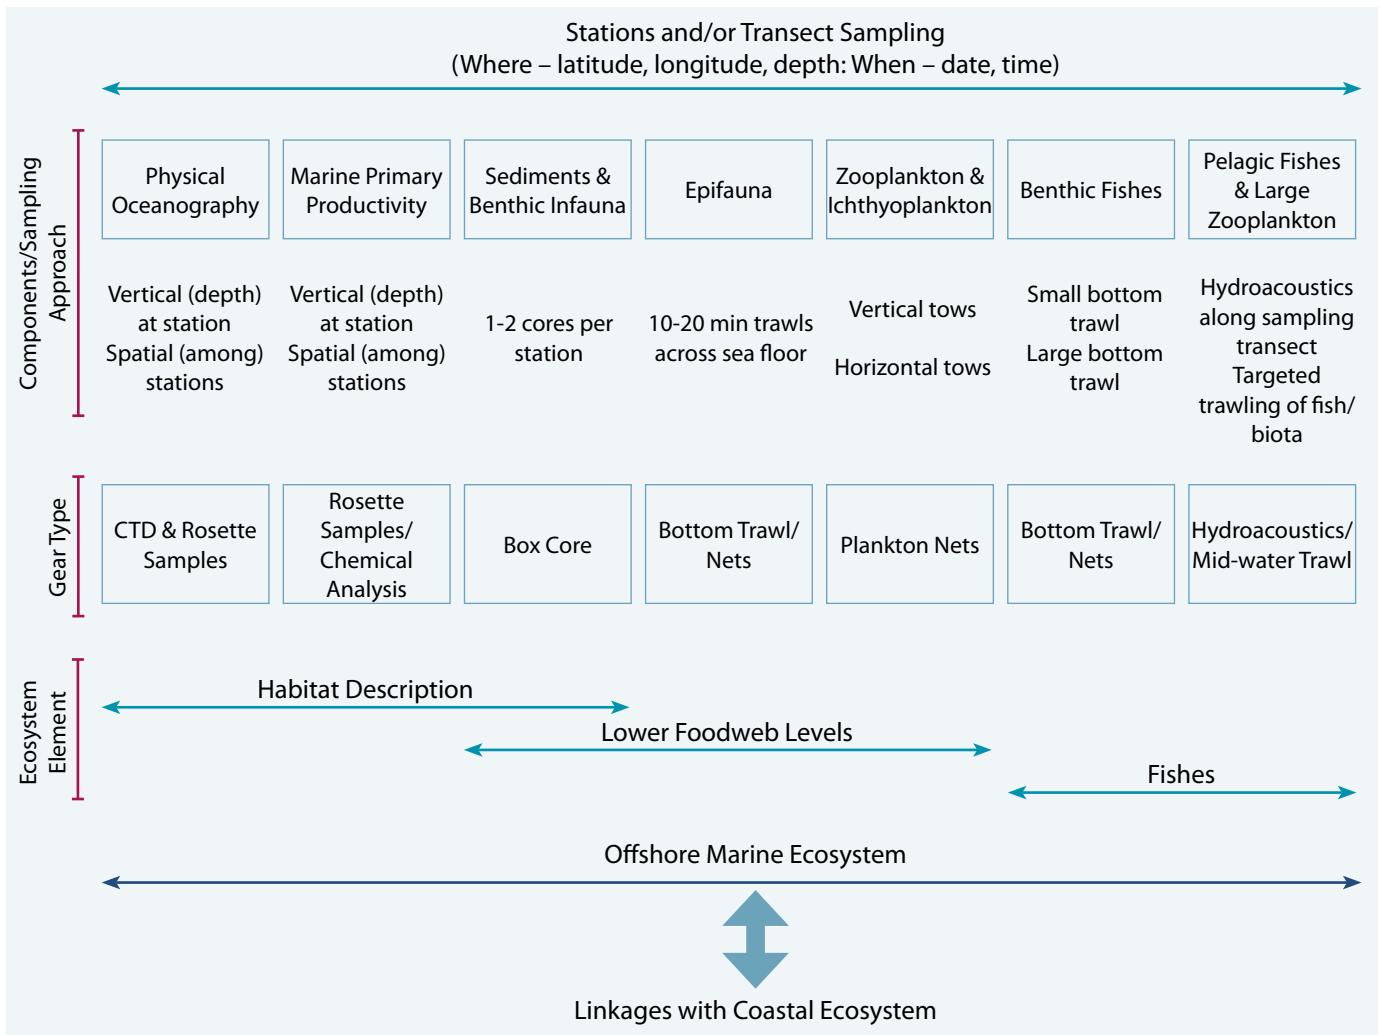 Stations and/or Transect Sampling
(Where – latitude, longitude, depth: When – date, time)
Components/Sampling
Approach
Physical
Oceanography
Marine Primary
Productivity
Sediments &
Benthic Infauna
Epifauna
Zooplankton &
Ichthyoplankton
Benthic Fishes
Pelagic Fishes
& Large
Zooplankton
Vertical (depth)
at station
Spatial (among)
stations
Vertical (depth)
at station
Spatial (among)
stations
1-2 cores per
station
10-20 min trawls
across sea floor
Vertical tows
Horizontal tows
Small bottom
trawl
Large bottom
trawl
Hydroacoustics
along sampling
transect
Targeted
trawling of fish/
biota
Gear Type
CTD & Rosette
Samples
Rosette
Samples/
Chemical
Analysis
Box Core
Bottom Trawl/
Nets
Plankton Nets
Bottom Trawl/
Nets
Hydroacoustics/
Mid-water Trawl
Ecosystem
Element
Habitat Description
Lower Foodweb Levels
Fishes
Offshore Marine Ecosystem
Linkages with Coastal Ecosystem